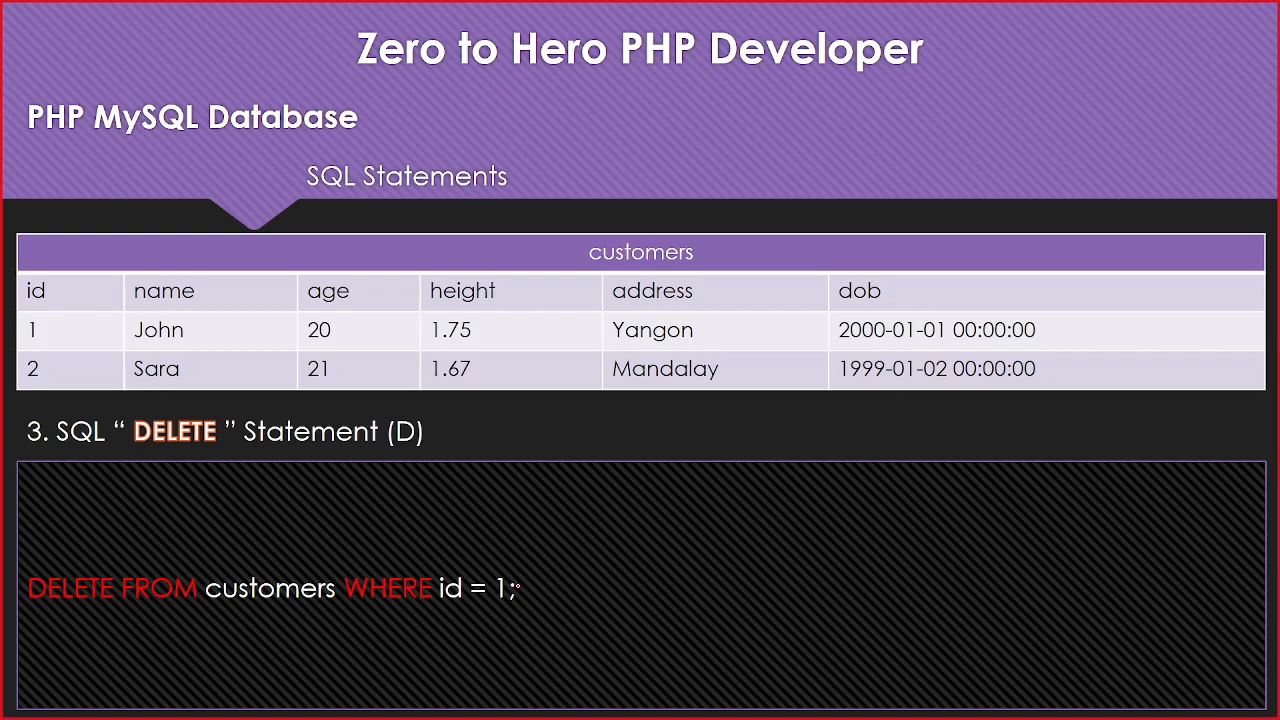 Zero to Hero PHP Developer
PHP MySQL Database
SQL Statements
customers
id name age height address dob
1 John 20 1.75 Yangon 2000-01-01 00:00:00
2 Sara 21 1.67 Mandalay 1999-01-02 00:00:00
3. SQL “ DELETE ” Statement (D)
DELETE FROM customers WHERE id = 1;